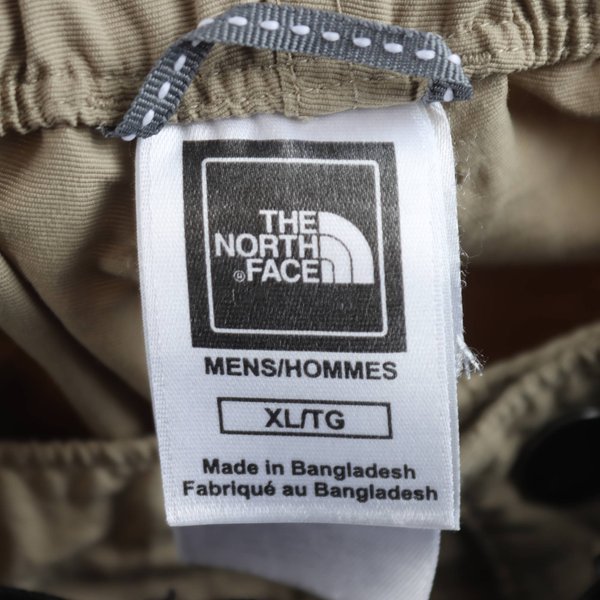 THE
NORTH
FACE®
MENS/HOMMES
XL/TG
Made in Bangladesh
Fabriqué au Bangladesh